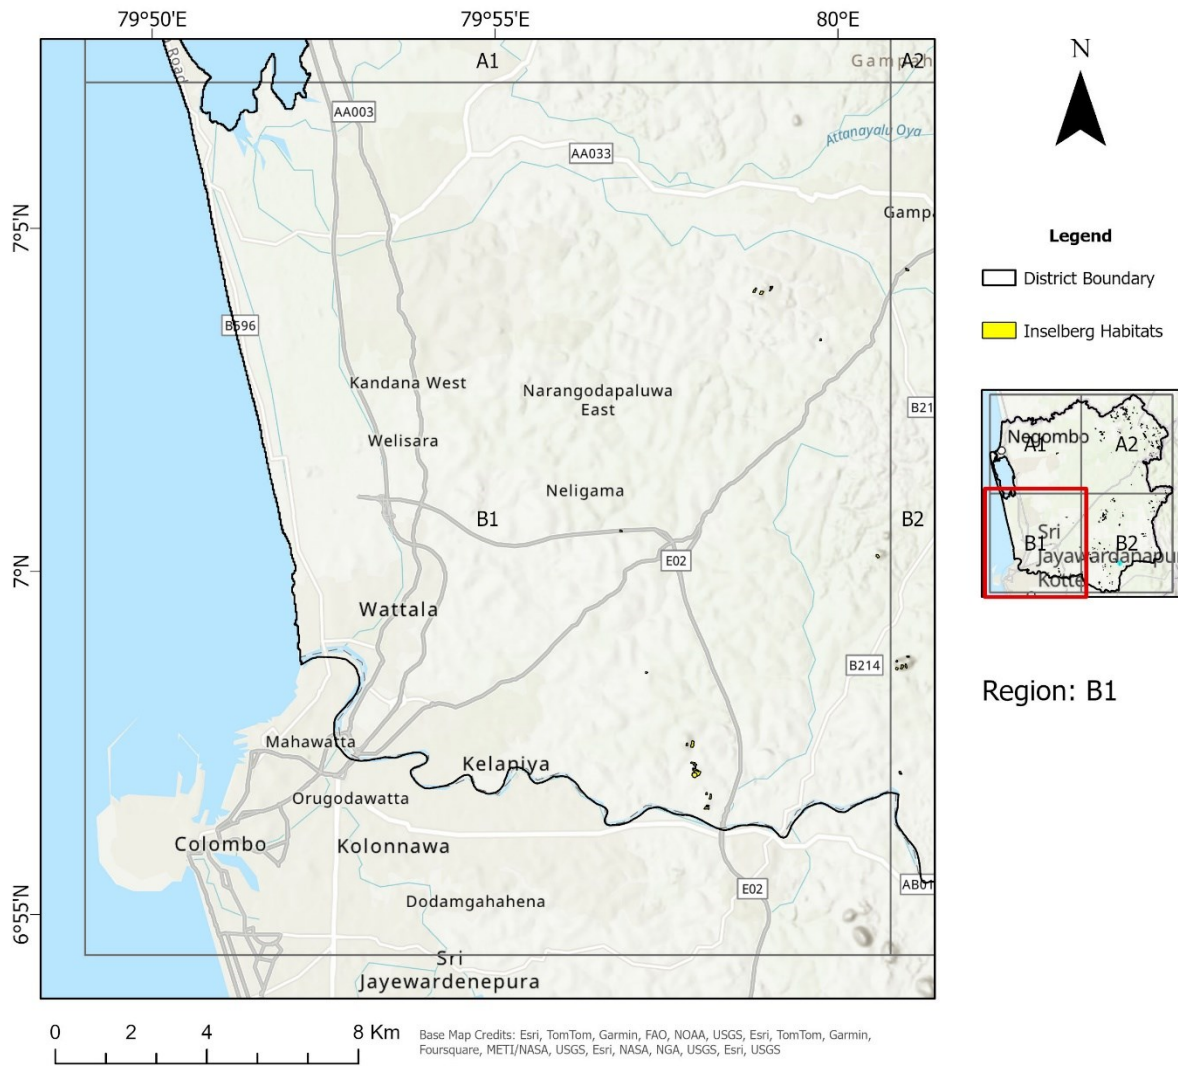 79°50'E
79°55'E
80°E
N
A1
A2
Gampah
Road
AA003
Attanayalu Oya
AA033
7°5'N
Gampa
Legend
District Boundary
Inselberg Habitats
B596
Kandana West
Narangodapaluwa
East
B21
Welisara
Negombo
A1
A2
Neligama
B1
B2
Sri
B1
B2
Jayawardanapur
Kotte
7°N
E02
Wattala
B214
Region: B1
Mahawatta
Kelaniya
Orugodawatta
Colombo
Kolonnawa
AB01
E02
Dodamgahahena
6°55'N
Sri
Jayewardenepura
0 2 4 8 Km
Base Map Credits: Esri, TomTom, Garmin, FAO, NOAA, USGS, Esri, TomTom, Garmin,
Foursquare, METI/NASA, USGS, Esri, NASA, NGA, USGS, Esri, USGS